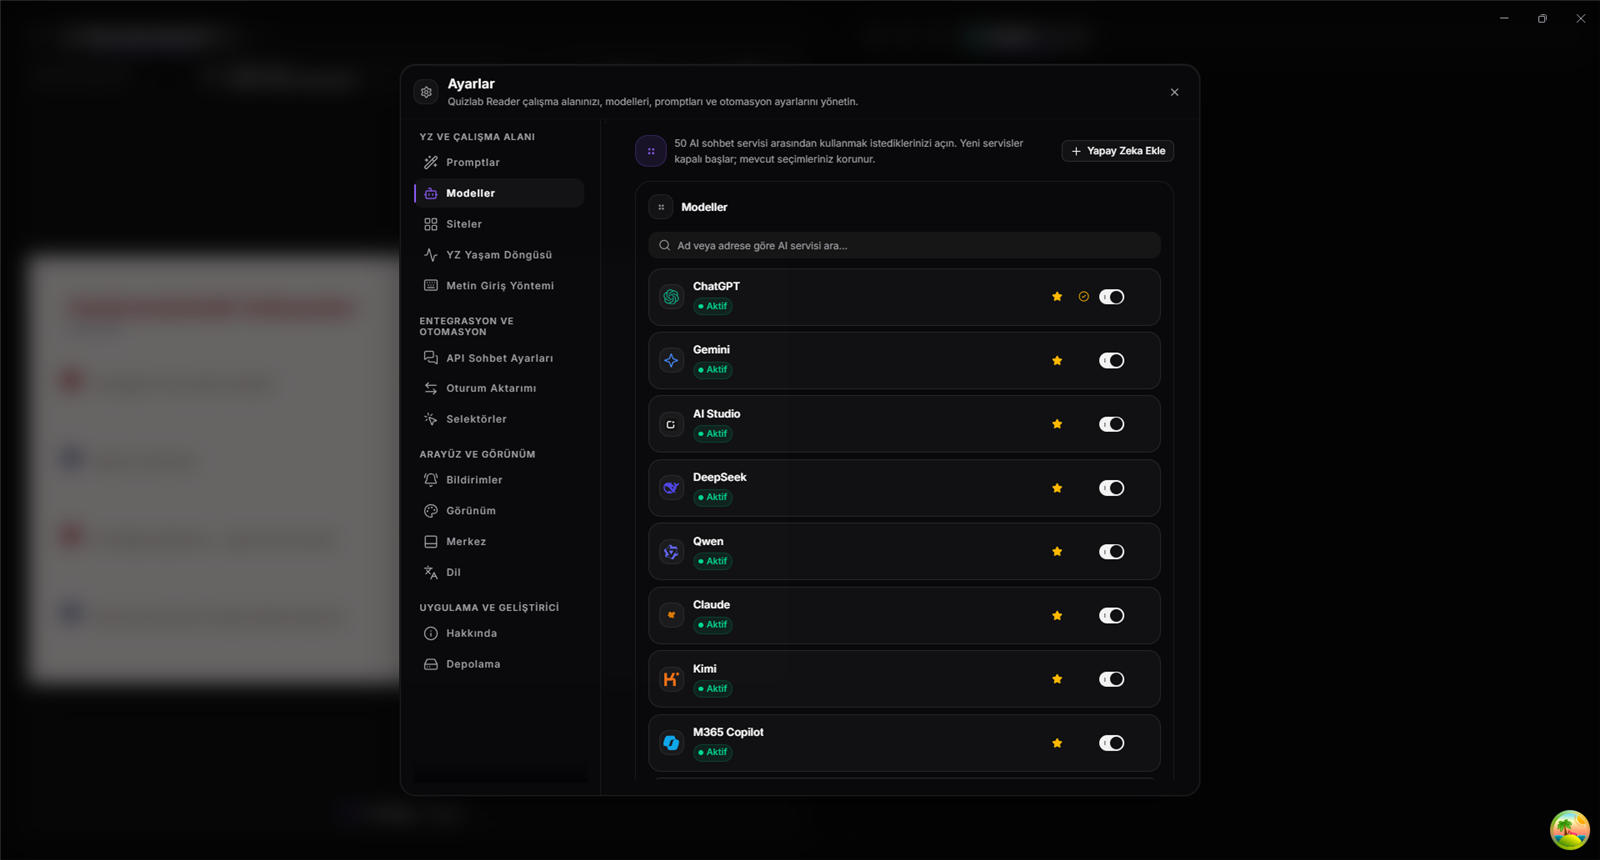 Ayarlar
Quizlab Reader çalışma alanınızı, modelleri, promptları ve otomasyon ayarlarını yönetin.
YZ VE ÇALIŞMA ALANI
Promptlar
Modeller
Siteler
YZ Yaşam Döngüsü
Metin Giriş Yöntemi
ENTEGRASYON VE
OTOMASYON
API Sohbet Ayarları
Oturum Aktarımı
Selektörler
ARAYÜZ VE GÖRÜNÜM
Bildirimler
Görünüm
Merkez
Dil
UYGULAMA VE GELİŞTİRİCİ
Hakkında
Depolama
50 AI sohbet servisi arasından kullanmak istediklerinizi açın. Yeni servisler
kapalı başlar; mevcut seçimleriniz korunur.
Yapay Zeka Ekle
Modeller
Ad veya adrese göre AI servisi ara...
ChatGPT
Aktif
Gemini
Aktif
AI Studio
Aktif
DeepSeek
Aktif
Qwen
Aktif
Claude
Aktif
Kimi
Aktif
M365 Copilot
Aktif